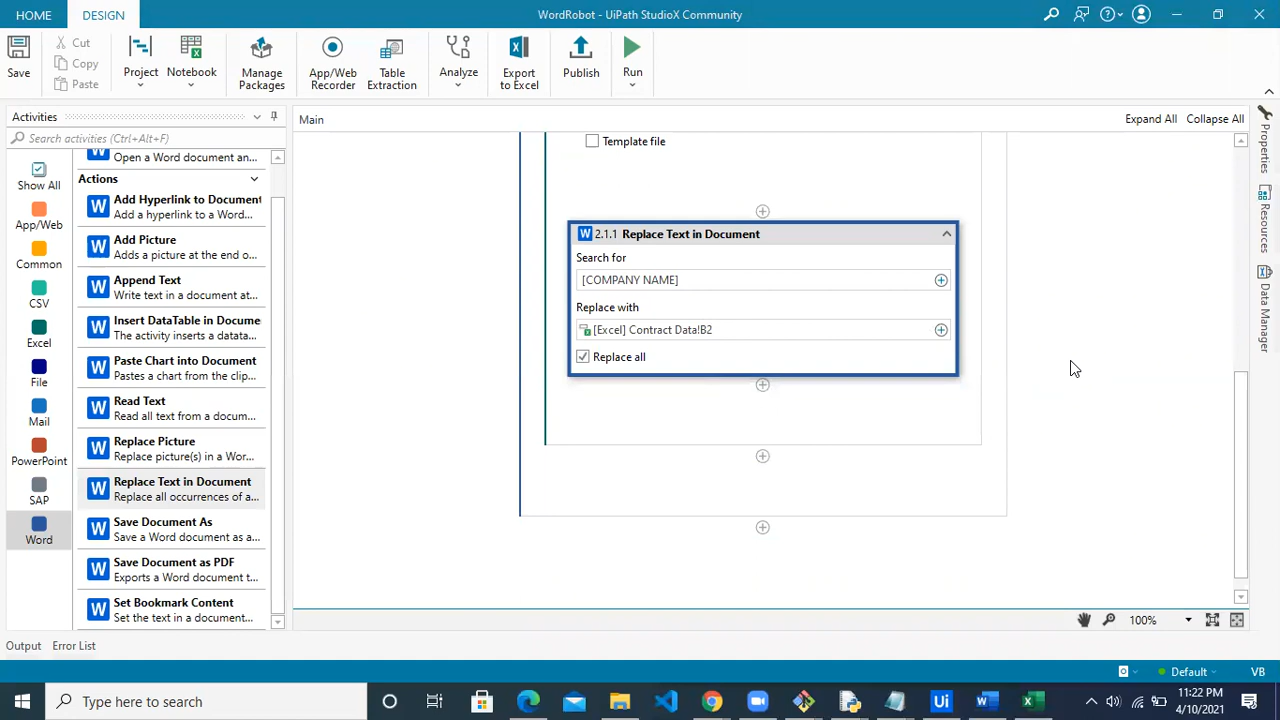 HOME
DESIGN
WordRobot - UiPath StudioX Community
Save
Cut
Copy
Paste
Project
Notebook
Manage
Packages
App/Web
Recorder
Table
Extraction
Analyze
Export
to Excel
Publish
Run
Activities
Search activities (Ctrl+Alt+F)
Show All
App/Web
Common
CSV
Excel
File
Mail
PowerPoint
SAP
Word
Open a Word document an...
Actions
Add Hyperlink to Document
Add a hyperlink to a Word...
Add Picture
Adds a picture at the end o...
Append Text
Write text in a document at...
Insert DataTable in Docume
The activity inserts a datata...
Paste Chart into Document
Pastes a chart from the clip...
Read Text
Read all text from a docum...
Replace Picture
Replace picture(s) in a Wor...
Replace Text in Document
Replace all occurrences of a...
Save Document As
Save a Word document as a...
Save Document as PDF
Exports a Word document t...
Set Bookmark Content
Set the text in a document...
Main
Expand All
Collapse All
Template file
W 2.1.1 Replace Text in Document
Search for
[COMPANY NAME]
Replace with
[Excel] Contract Data!B2
Replace all
Properties
Resources
Data Manager
100%
Output
Error List
Default
VB
Type here to search
Ui
11:22 PM
4/10/2021